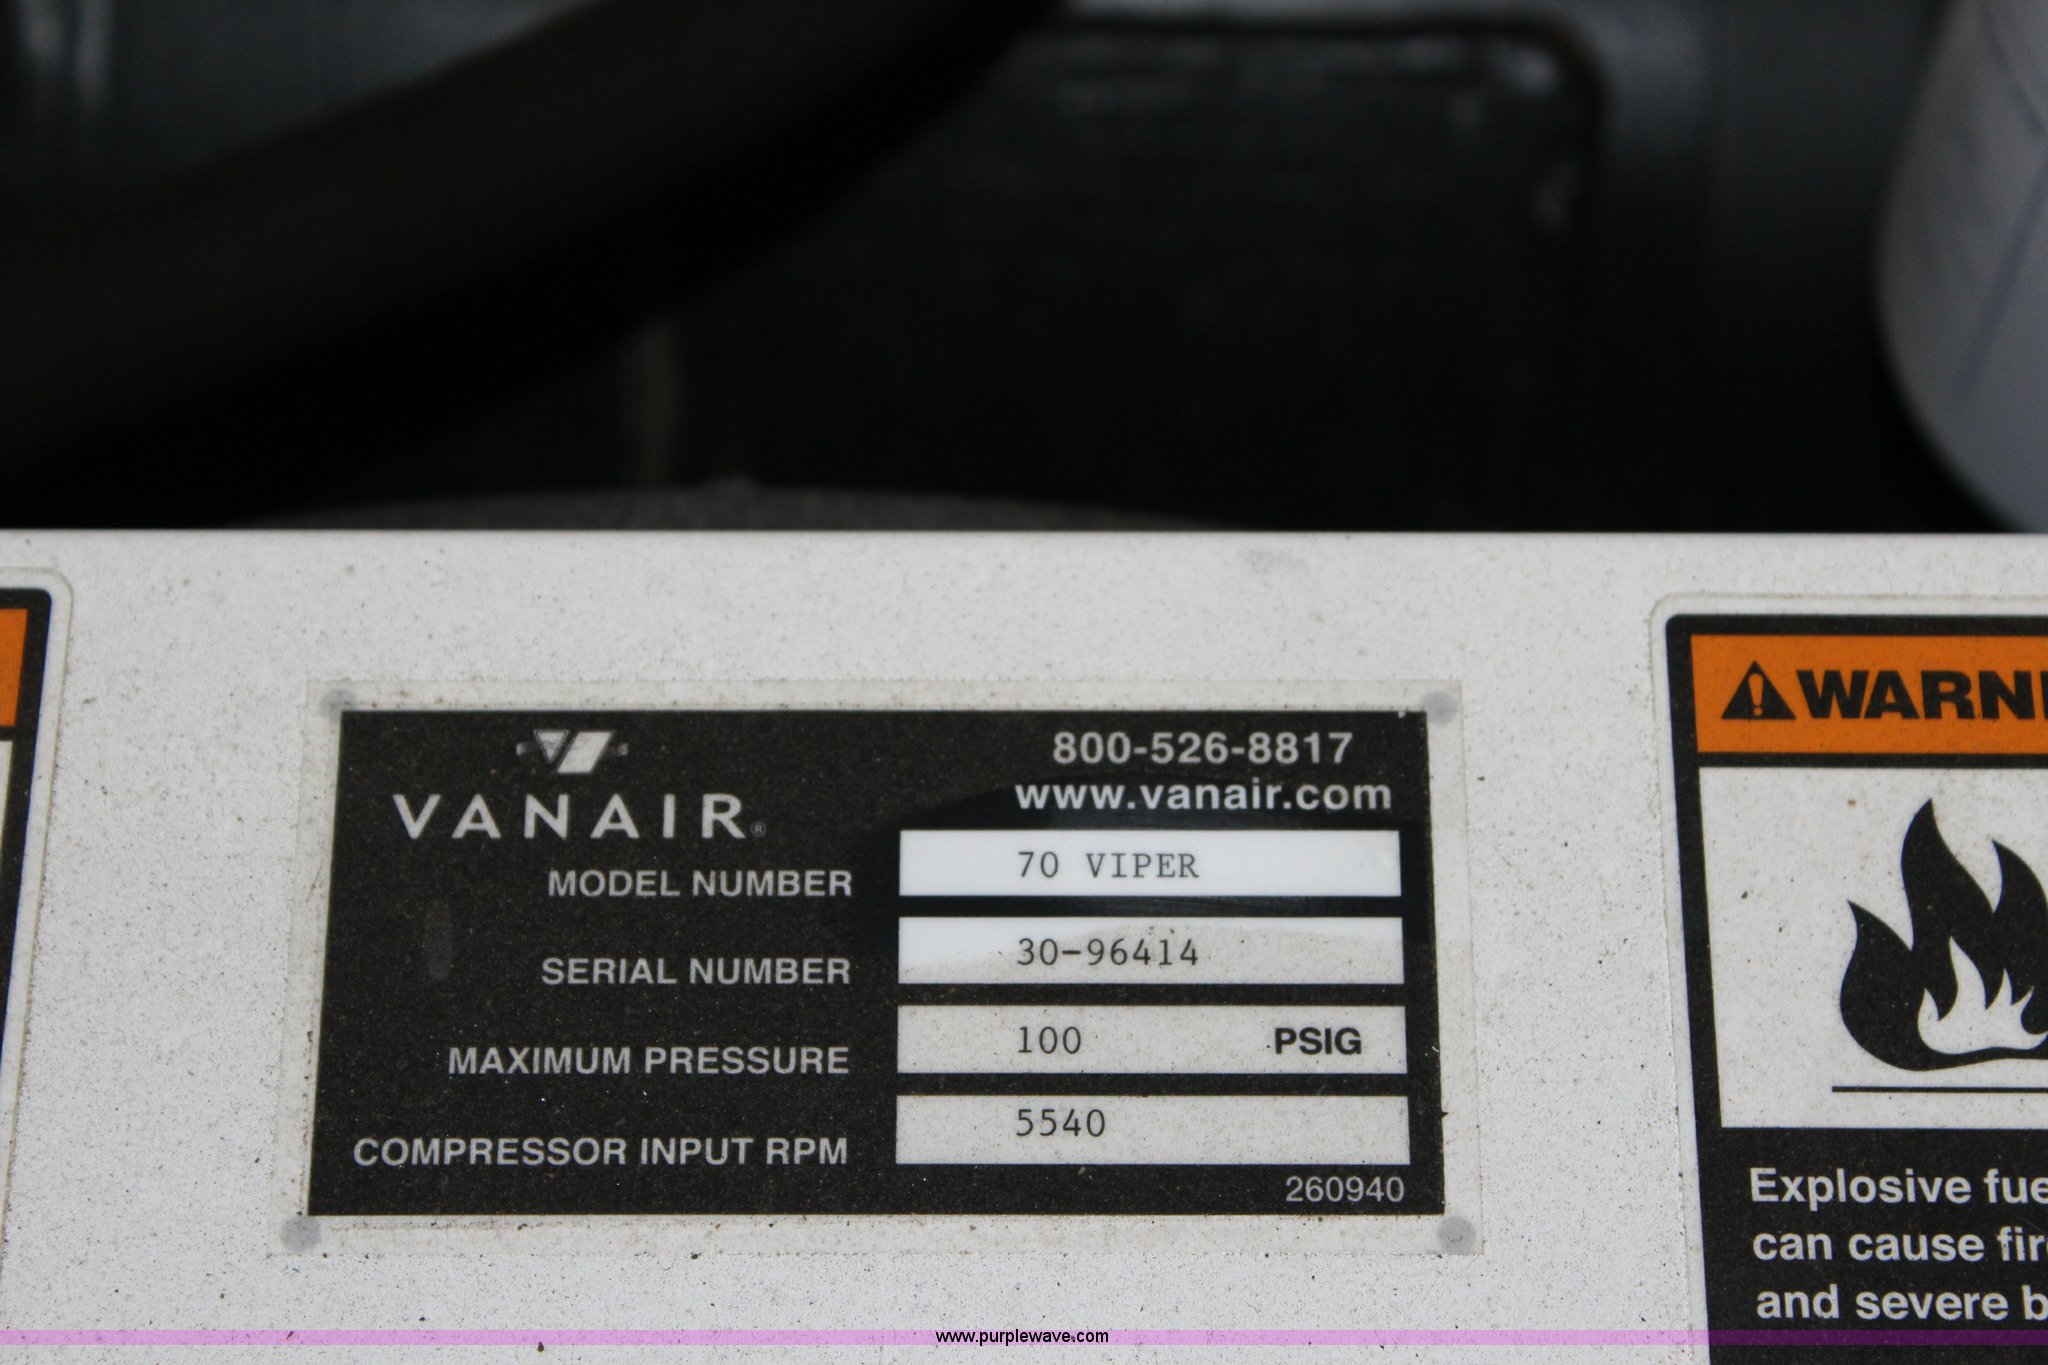 VANAIR®
800-526-8817
www.vanair.com
MODEL NUMBER 70 VIPER
SERIAL NUMBER 30-96414
MAXIMUM PRESSURE 100 PSIG
COMPRESSOR INPUT RPM 5540
260940
WARNI
Explosive fue
can cause fir
and severe b
www.purplewave.com